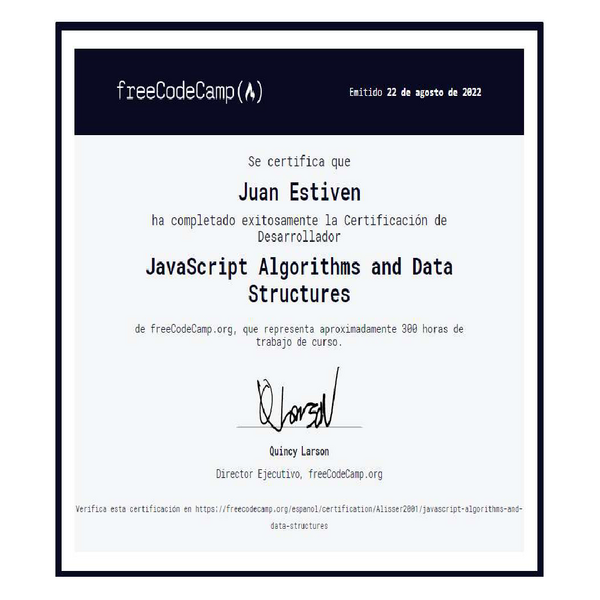 freeCodeCamp
Emitido 22 de agosto de 2022
Se certifica que
Juan Estiven
ha completado exitosamente la Certificación de
Desarrollador
JavaScript Algorithms and Data
Structures
de freeCodeCamp.org, que representa aproximadamente 300 horas de
trabajo de curso.
QLarson
Quincy Larson
Director Ejecutivo, freeCodeCamp.org
Verifica esta certificación en https://freecodecamp.org/espanol/certification/Alisser2001/javascript-algorithms-and-
data-structures